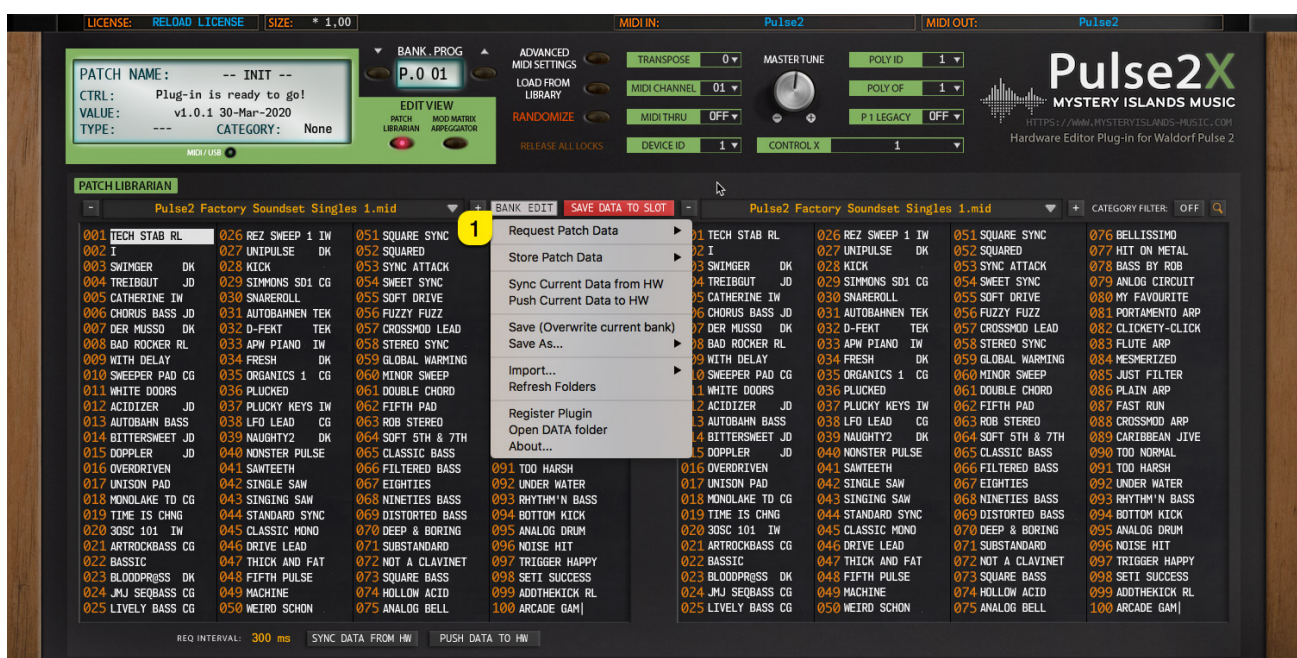 LICENSE: RELOAD LICENSE SIZE: * 1,00 MIDI IN: Pulse2 MIDI OUT: Pulse2
PATCH NAME: -- INIT --
CTRL: Plug-in is ready to go!
VALUE: v1.0.1 30-Mar-2020
TYPE: --- CATEGORY: None
MIDI / USB
BANK . PROG
P.0 01
EDIT VIEW
PATCH LIBRARIAN
MOD MATRIX ARPEGGIATOR
ADVANCED
MIDI SETTINGS
LOAD FROM
LIBRARY
RANDOMIZE
RELEASE ALL LOCKS
TRANSPOSE 0
MIDI CHANNEL 01
MIDI THRU OFF
DEVICE ID 1
MASTER TUNE
CONTROL X 1
POLY ID 1
POLY OF 1
P 1 LEGACY OFF
Pulse2X
MYSTERY ISLANDS MUSIC
HTTPS://WWW.MYSTERYISLANDS-MUSIC.COM
Hardware Editor Plug-in for Waldorf Pulse 2
PATCH LIBRARIAN
- Pulse2 Factory Soundset Singles 1.mid + BANK EDIT SAVE DATA TO SLOT - Pulse2 Factory Soundset Singles 1.mid + CATEGORY FILTER: OFF
001 TECH STAB RL
002 I
003 SWIMGER DK
004 TREIBGUT JD
005 CATHERINE IW
006 CHORUS BASS JD
007 DER MUSSO DK
008 BAD ROCKER RL
009 WITH DELAY
010 SWEEPER PAD CG
011 WHITE DOORS
012 ACIDIZER JD
013 AUTOBAHN BASS
014 BITTERSWEET JD
015 DOPPLER JD
016 OVERDRIVEN
017 UNISON PAD
018 MONOLAKE TD CG
019 TIME IS CHNG
020 3OSC 101 IW
021 ARTROCKBASS CG
022 BASSIC
023 BLOODPR@SS DK
024 JMJ SEQBASS CG
025 LIVELY BASS CG
026 REZ SWEEP 1 IW
027 UNIPULSE DK
028 KICK
029 SIMMONS SD1 CG
030 SNAREROLL
031 AUTOBAHNEN TEK
032 D-FEKT TEK
033 APW PIANO IW
034 FRESH DK
035 ORGANICS 1 CG
036 PLUCKED
037 PLUCKY KEYS IW
038 LFO LEAD CG
039 NAUGHTY2 DK
040 NONSTER PULSE
041 SAWTEETH
042 SINGLE SAW
043 SINGING SAW
044 STANDARD SYNC
045 CLASSIC MONO
046 DRIVE LEAD
047 THICK AND FAT
048 FIFTH PULSE
049 MACHINE
050 WEIRD SCHON
051 SQUARE SYNC
052 SQUARED
053 SYNC ATTACK
054 SWEET SYNC
055 SOFT DRIVE
056 FUZZY FUZZ
057 CROSSMOD LEAD
058 STEREO SYNC
059 GLOBAL WARMING
060 MINOR SWEEP
061 DOUBLE CHORD
062 FIFTH PAD
063 ROB STEREO
064 SOFT 5TH & 7TH
065 CLASSIC BASS
066 FILTERED BASS
067 EIGHTIES
068 NINETIES BASS
069 DISTORTED BASS
070 DEEP & BORING
071 SUBSTANDARD
072 NOT A CLAVINET
073 SQUARE BASS
074 HOLLOW ACID
075 ANALOG BELL
1
Request Patch Data
Store Patch Data
Sync Current Data from HW
Push Current Data to HW
Save (Overwrite current bank)
Save As...
Import...
Refresh Folders
Register Plugin
Open DATA folder
About...
091 TOO HARSH
092 UNDER WATER
093 RHYTHM'N BASS
094 BOTTOM KICK
095 ANALOG DRUM
096 NOISE HIT
097 TRIGGER HAPPY
098 SETI SUCCESS
099 ADDTHEKICK RL
100 ARCADE GAM|
01 TECH STAB RL
02 I
03 SWIMGER DK
04 TREIBGUT JD
05 CATHERINE IW
06 CHORUS BASS JD
07 DER MUSSO DK
08 BAD ROCKER RL
09 WITH DELAY
10 SWEEPER PAD CG
11 WHITE DOORS
12 ACIDIZER JD
13 AUTOBAHN BASS
14 BITTERSWEET JD
15 DOPPLER JD
016 OVERDRIVEN
017 UNISON PAD
018 MONOLAKE TD CG
019 TIME IS CHNG
020 3OSC 101 IW
021 ARTROCKBASS CG
022 BASSIC
023 BLOODPR@SS DK
024 JMJ SEQBASS CG
025 LIVELY BASS CG
026 REZ SWEEP 1 IW
027 UNIPULSE DK
028 KICK
029 SIMMONS SD1 CG
030 SNAREROLL
031 AUTOBAHNEN TEK
032 D-FEKT TEK
033 APW PIANO IW
034 FRESH DK
035 ORGANICS 1 CG
036 PLUCKED
037 PLUCKY KEYS IW
038 LFO LEAD CG
039 NAUGHTY2 DK
040 NONSTER PULSE
041 SAWTEETH
042 SINGLE SAW
043 SINGING SAW
044 STANDARD SYNC
045 CLASSIC MONO
046 DRIVE LEAD
047 THICK AND FAT
048 FIFTH PULSE
049 MACHINE
050 WEIRD SCHON
051 SQUARE SYNC
052 SQUARED
053 SYNC ATTACK
054 SWEET SYNC
055 SOFT DRIVE
056 FUZZY FUZZ
057 CROSSMOD LEAD
058 STEREO SYNC
059 GLOBAL WARMING
060 MINOR SWEEP
061 DOUBLE CHORD
062 FIFTH PAD
063 ROB STEREO
064 SOFT 5TH & 7TH
065 CLASSIC BASS
066 FILTERED BASS
067 EIGHTIES
068 NINETIES BASS
069 DISTORTED BASS
070 DEEP & BORING
071 SUBSTANDARD
072 NOT A CLAVINET
073 SQUARE BASS
074 HOLLOW ACID
075 ANALOG BELL
076 BELLISSIMO
077 HIT ON METAL
078 BASS BY ROB
079 ANLOG CIRCUIT
080 MY FAVOURITE
081 PORTAMENTO ARP
082 CLICKETY-CLICK
083 FLUTE ARP
084 MESMERIZED
085 JUST FILTER
086 PLAIN ARP
087 FAST RUN
088 CROSSMOD ARP
089 CARIBBEAN JIVE
090 TOO NORMAL
091 TOO HARSH
092 UNDER WATER
093 RHYTHM'N BASS
094 BOTTOM KICK
095 ANALOG DRUM
096 NOISE HIT
097 TRIGGER HAPPY
098 SETI SUCCESS
099 ADDTHEKICK RL
100 ARCADE GAM|
REQ INTERVAL: 300 ms SYNC DATA FROM HW PUSH DATA TO HW